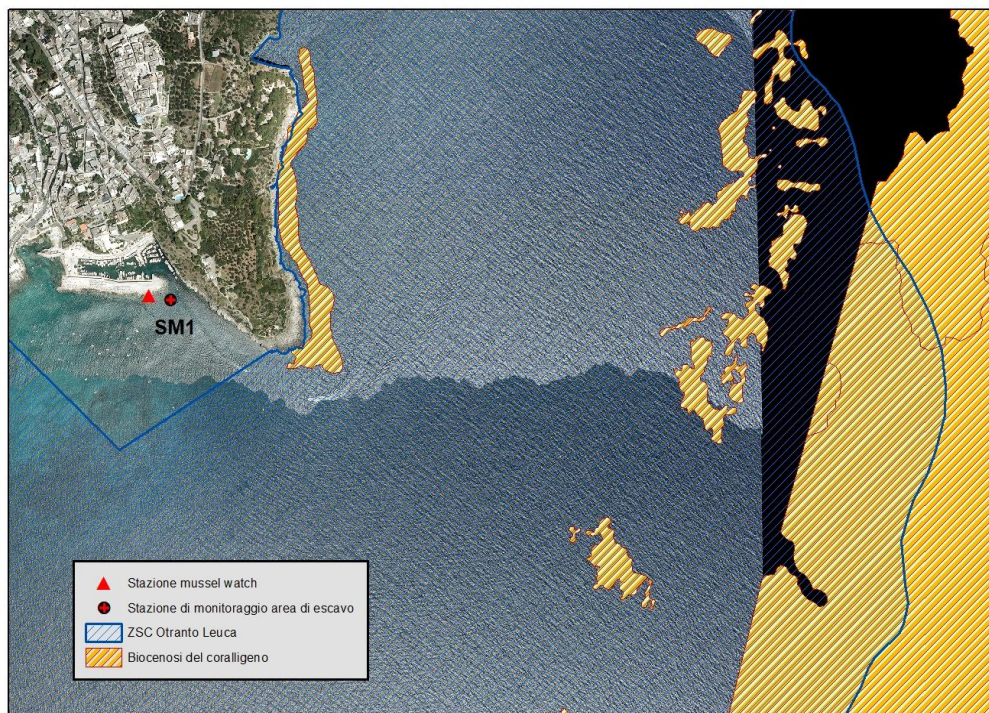 SM1
Stazione mussel watch
Stazione di monitoraggio area di escavo
ZSC Otranto Leuca
Biocenosi del coralligeno